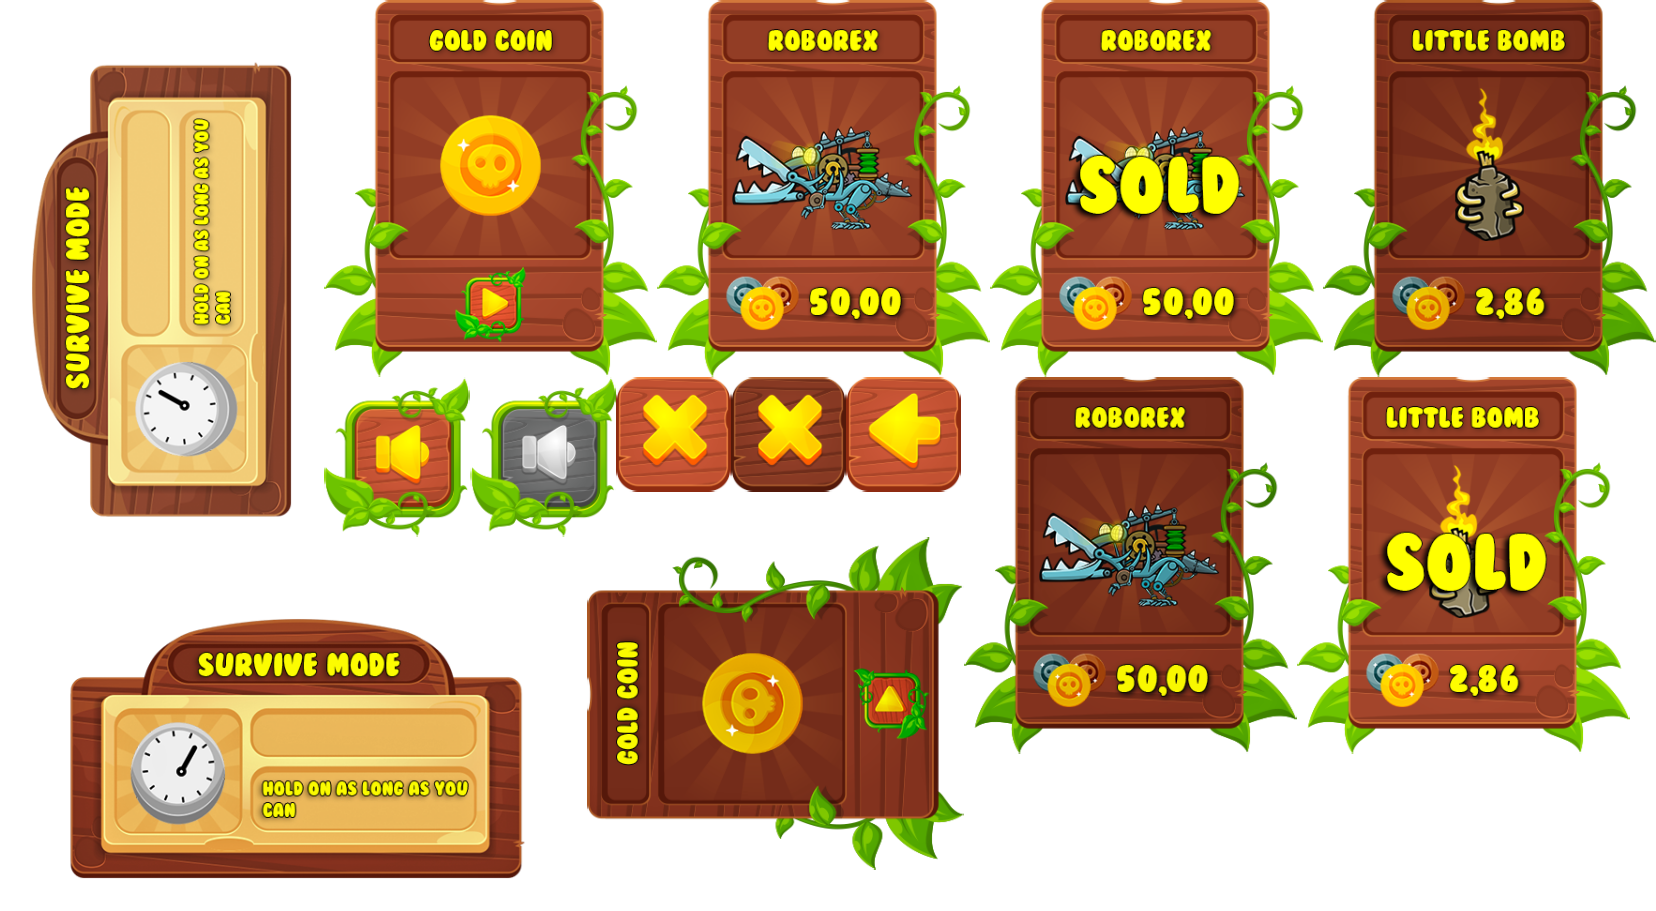 GOLD COIN
ROBOREX
ROBOREX
LITTLE BOMB
SOLD
50,00
50,00
2,86
SURVIVE MODE
HOLD ON AS LONG AS YOU
CAN
ROBOREX
LITTLE BOMB
SOLD
50,00
2,86
GOLD COIN
SURVIVE MODE
HOLD ON AS LONG AS YOU
CAN